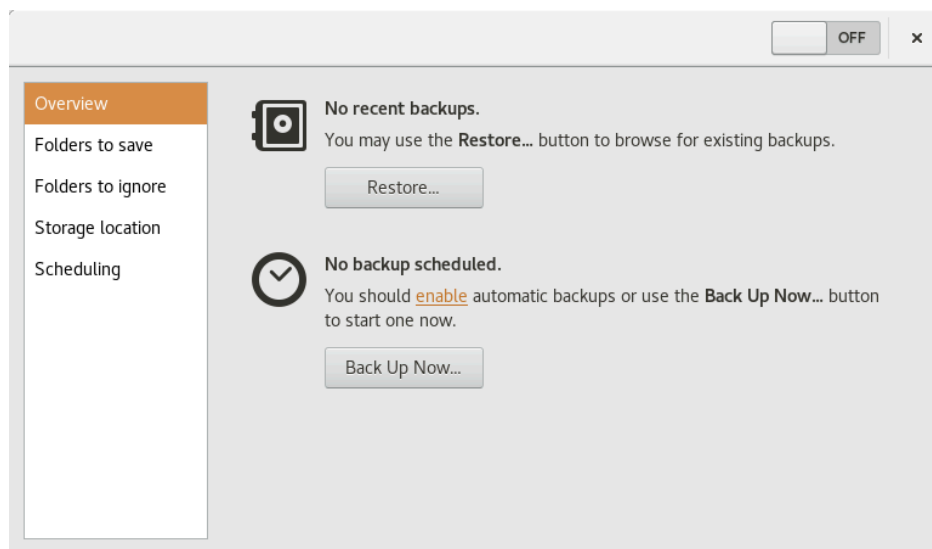 OFF
×
Overview
Folders to save
Folders to ignore
Storage location
Scheduling
No recent backups.
You may use the Restore... button to browse for existing backups.
Restore...
No backup scheduled.
You should enable automatic backups or use the Back Up Now... button
to start one now.
Back Up Now...